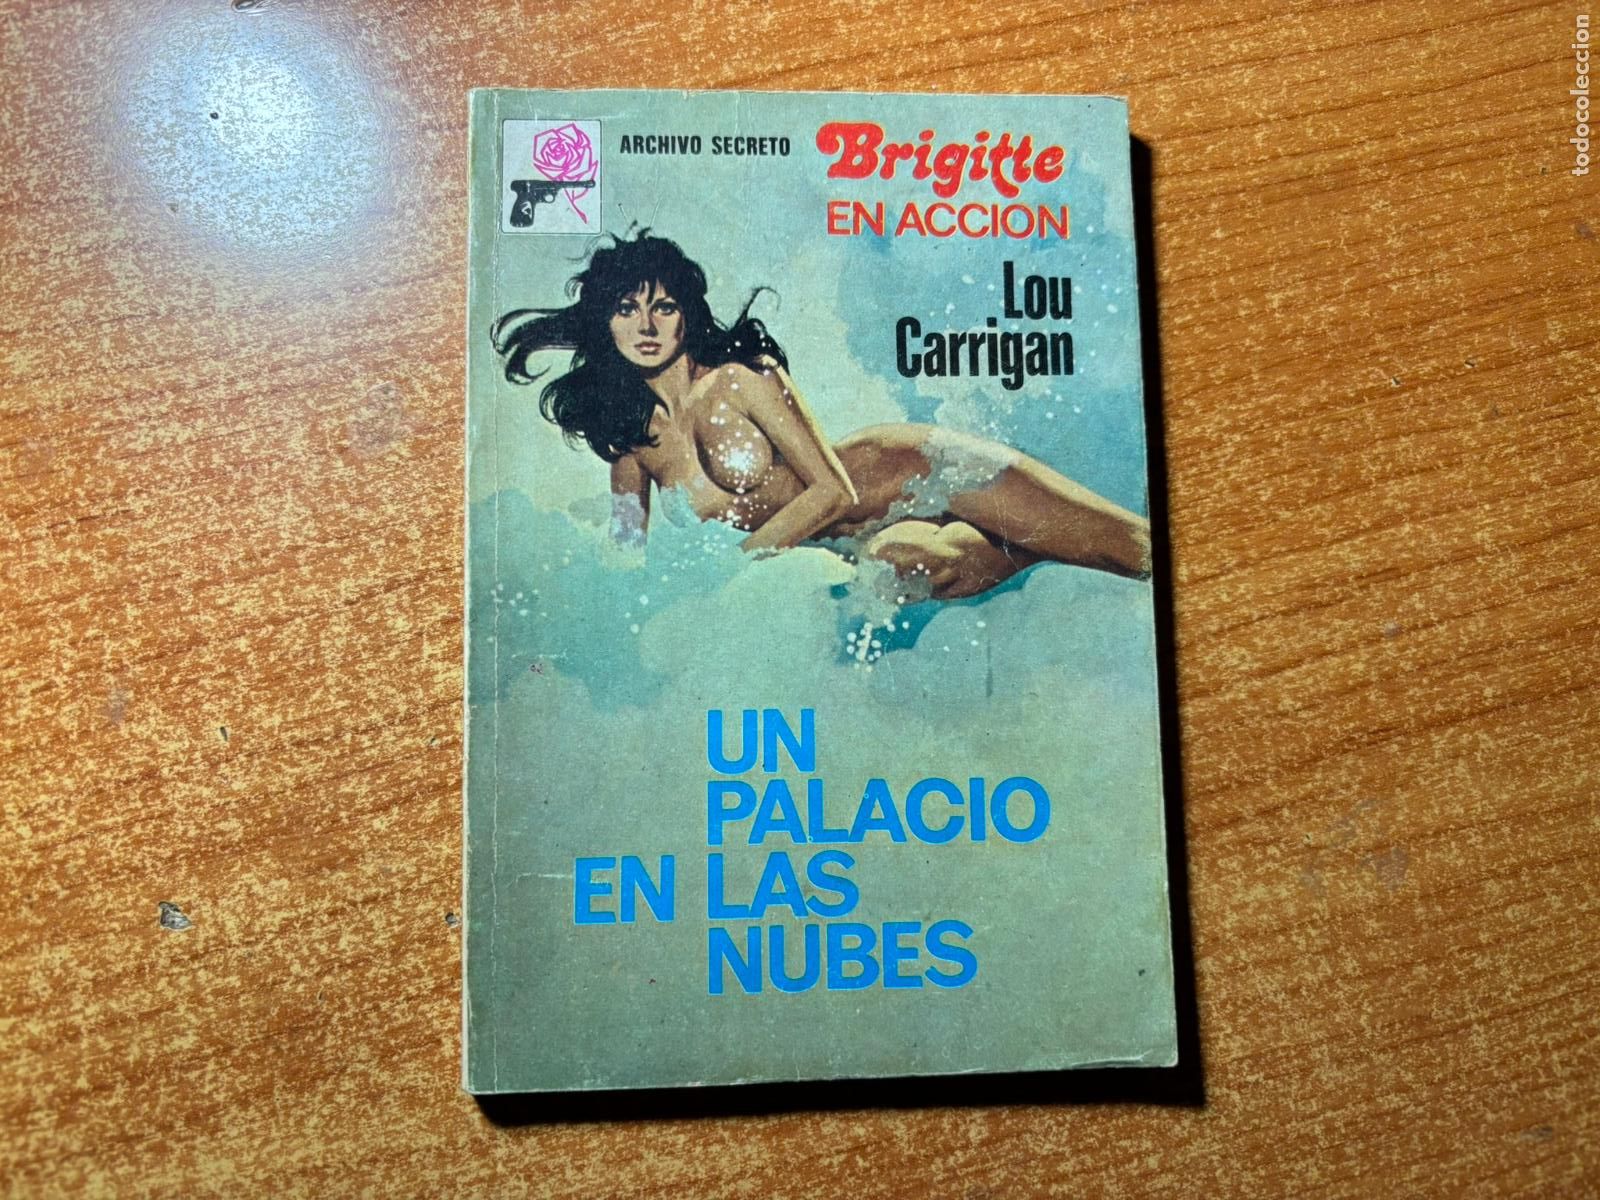 ARCHIVO SECRETO
Brigitte
EN ACCION
Lou
Carrigan
UN
PALACIO
EN LAS
NUBES
todocoleccion